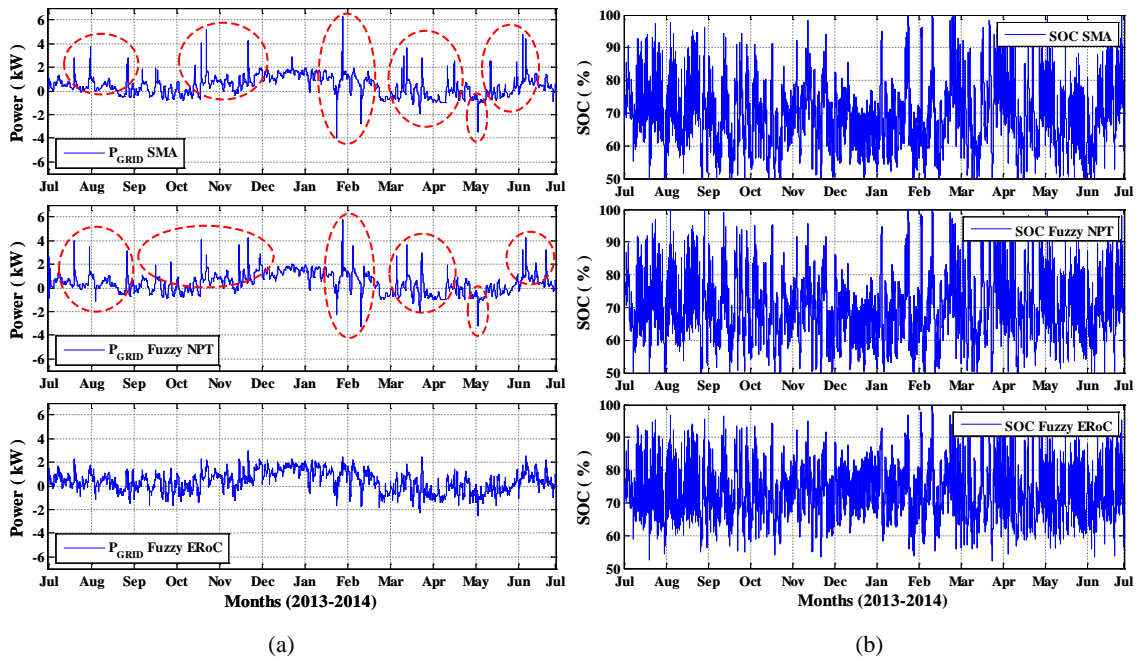 6
4
2
0
-2
-4
-6
Power ( kW )
P_GRID SMA
Jul Aug Sep Oct Nov Dec Jan Feb Mar Apr May Jun Jul
6
4
2
0
-2
-4
-6
Power ( kW )
P_GRID Fuzzy NPT
Jul Aug Sep Oct Nov Dec Jan Feb Mar Apr May Jun Jul
6
4
2
0
-2
-4
-6
Power ( kW )
P_GRID Fuzzy ERoC
Jul Aug Sep Oct Nov Dec Jan Feb Mar Apr May Jun Jul
Months (2013-2014)
(a)
100
90
80
70
60
50
SOC ( % )
SOC SMA
Jul Aug Sep Oct Nov Dec Jan Feb Mar Apr May Jun Jul
100
90
80
70
60
50
SOC ( % )
SOC Fuzzy NPT
Jul Aug Sep Oct Nov Dec Jan Feb Mar Apr May Jun Jul
100
90
80
70
60
50
SOC ( % )
SOC Fuzzy ERoC
Jul Aug Sep Oct Nov Dec Jan Feb Mar Apr May Jun Jul
Months (2013-2014)
(b)